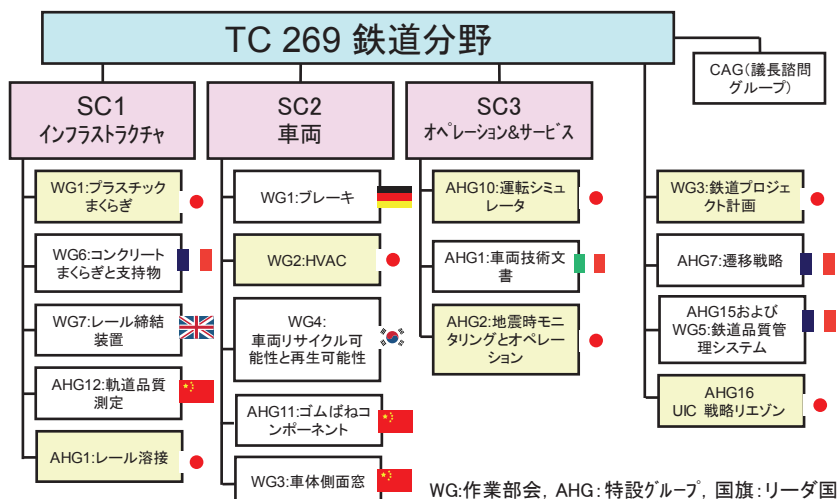 TC 269 鉄道分野
CAG(議長諮問
グループ)
SC1
インフラストラクチャ
WG1:プラスチック
まくらぎ
WG6:コンクリート
まくらぎと支持物
WG7:レール締結
装置
AHG12:軌道品質
測定
AHG1:レール溶接
SC2
車両
WG1:ブレーキ
WG2:HVAC
WG4:
車両リサイクル可
能性と再生可能性
AHG11:ゴムばねコ
ンポーネント
WG3:車体側面窓
SC3
オペレーション&サービス
AHG10:運転シミュ
レータ
AHG1:車両技術文
書
AHG2:地震時モニ
タリングとオペレー
ション
WG3:鉄道プロジェ
クト計画
AHG7:遷移戦略
AHG15および
WG5:鉄道品質管
理システム
AHG16
UIC 戦略リエゾン
WG:作業部会, AHG:特設グループ, 国旗:リーダ国